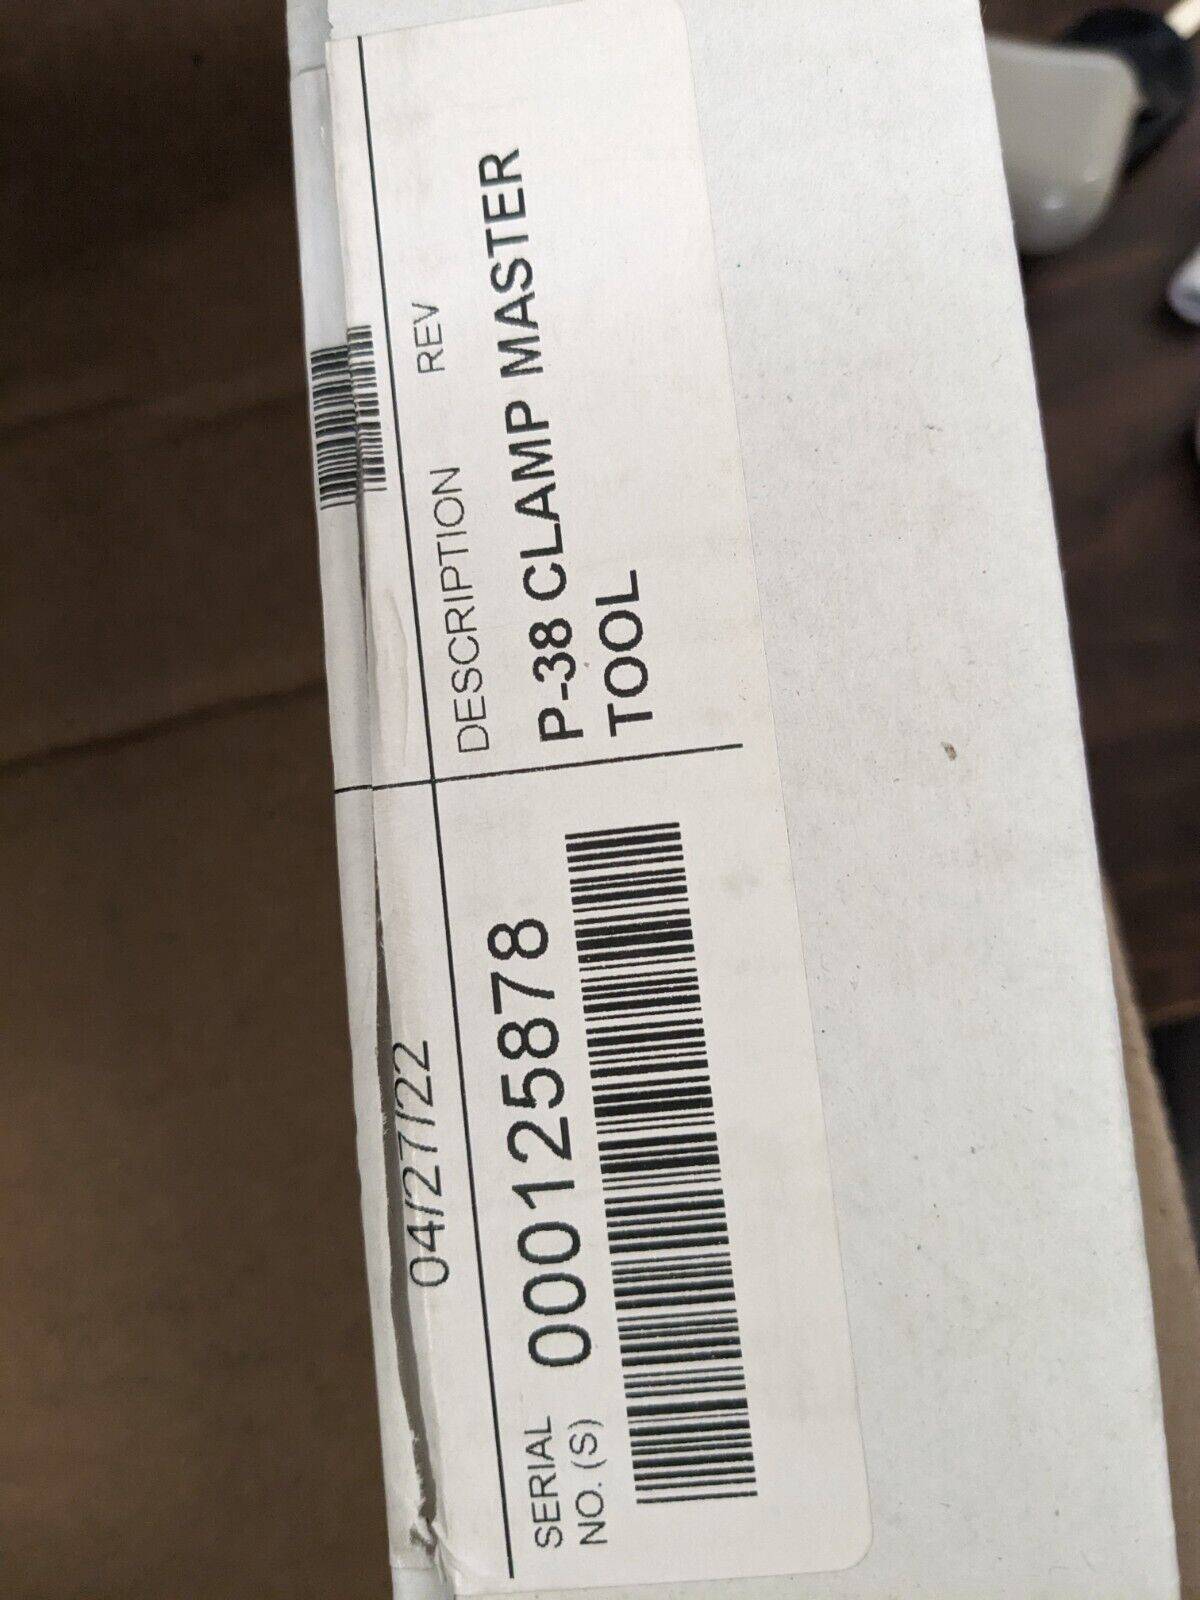 04/27/22
SERIAL
NO. (S)
000125878
DESCRIPTION REV
P-38 CLAMP MASTER
TOOL